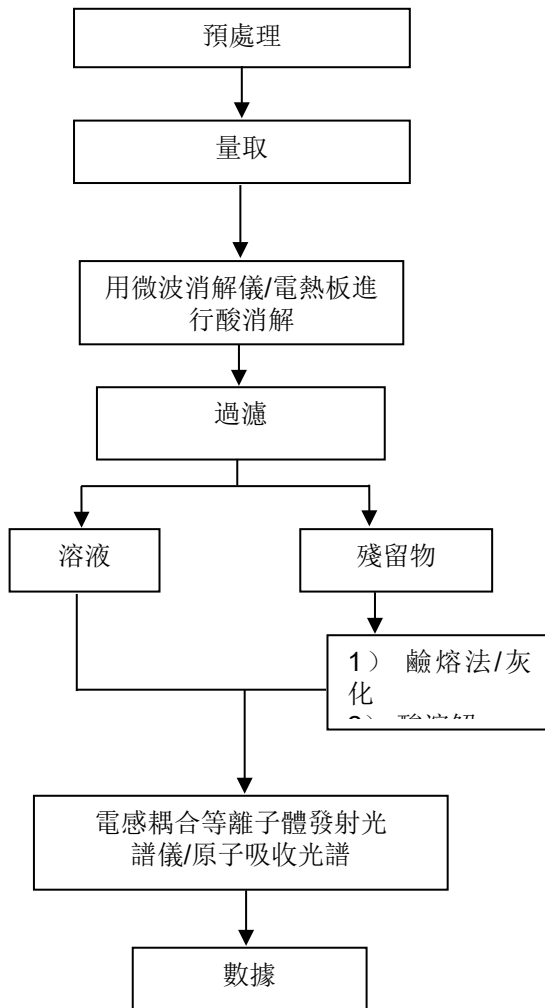 預處理
量取
用微波消解儀/電熱板進
行酸消解
過濾
溶液
殘留物
1） 鹼熔法/灰
化
電感耦合等離子體發射光
譜儀/原子吸收光譜
數據